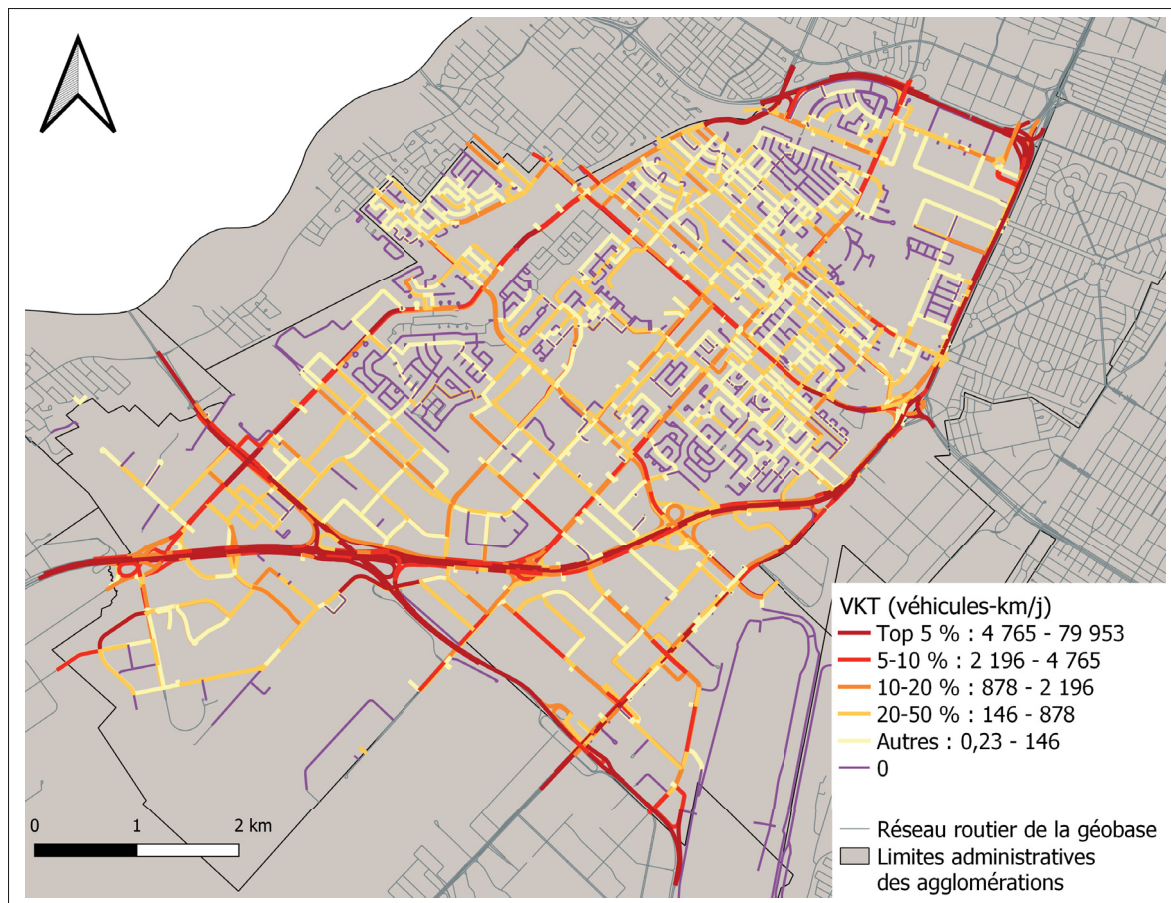 VKT (véhicules-km/j)
Top 5 % : 4 765 - 79 953
5-10 % : 2 196 - 4 765
10-20 % : 878 - 2 196
20-50 % : 146 - 878
Autres : 0,23 - 146
0
Réseau routier de la géobase
Limites administratives
des agglomérations
0 1 2 km